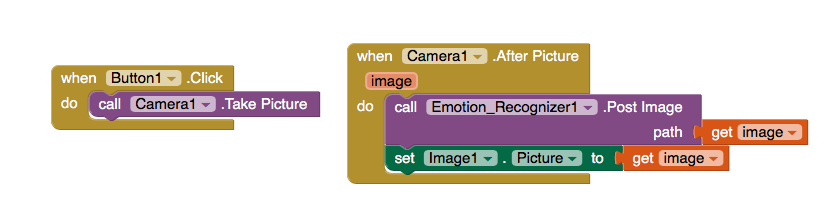 when Button1 .Click
do call Camera1 .Take Picture
when Camera1 .After Picture
image
do call Emotion_Recognizer1 .Post Image
path get image
set Image1 . Picture to get image